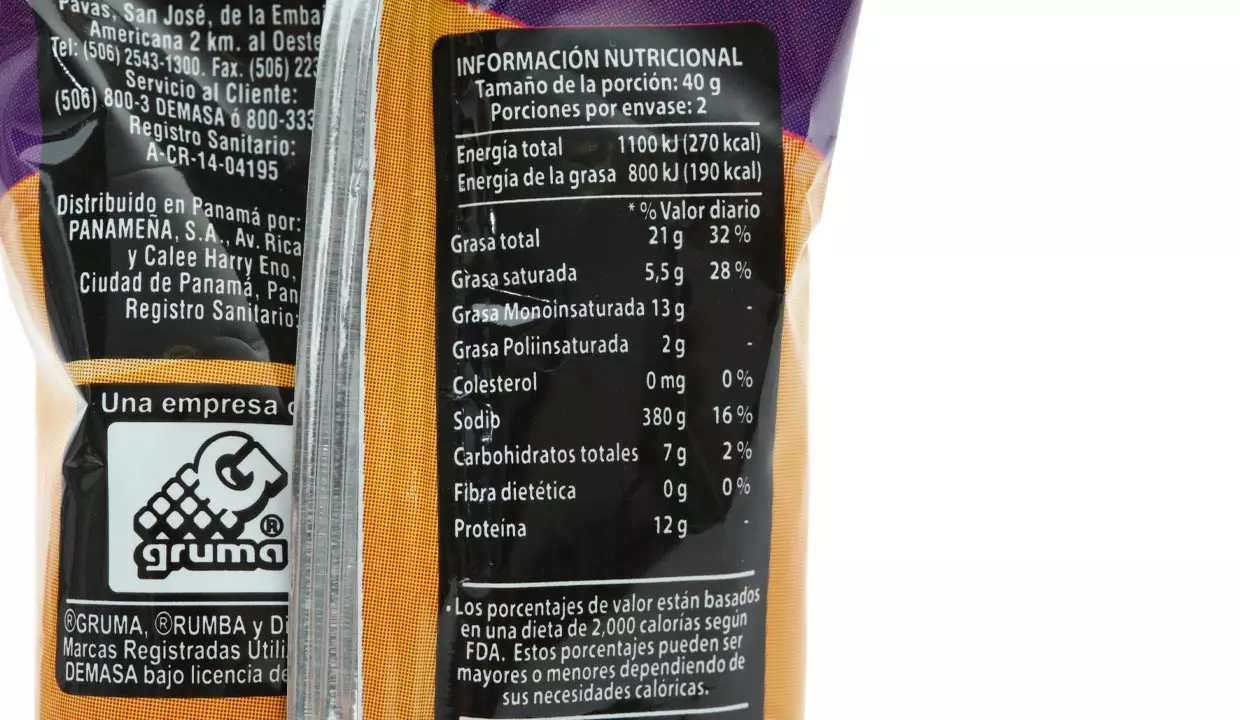 Pavas, San José, de la Emba
Americana 2 km. al Oeste
Tel: (506) 2543-1300. Fax. (506) 223
Servicio al Cliente:
(506) 800-3 DEMASA ó 800-333
Registro Sanitario:
A-CR-14-04195
Distribuido en Panamá por:
PANAMEÑA, S.A., Av. Rica
y Calee Harry Eno,
Ciudad de Panamá, Pan
Registro Sanitario:
Una empresa
gruma®
®GRUMA, ®RUMBA y Di
Marcas Registradas Utili
DEMASA bajo licencia de
INFORMACIÓN NUTRICIONAL
Tamaño de la porción: 40 g
Porciones por envase: 2
Energía total 1100 kJ (270 kcal)
Energía de la grasa 800 kJ (190 kcal)
* % Valor diario
Grasa total 21 g 32 %
Grasa saturada 5,5 g 28 %
Grasa Monoinsaturada 13 g -
Grasa Poliinsaturada 2 g -
Colesterol 0 mg 0 %
Sodio 380 g 16 %
Carbohidratos totales 7 g 2 %
Fibra dietética 0 g 0 %
Proteína 12 g -
• Los porcentajes de valor están basados
en una dieta de 2,000 calorías según
FDA. Estos porcentajes pueden ser
mayores o menores dependiendo de
sus necesidades calóricas.